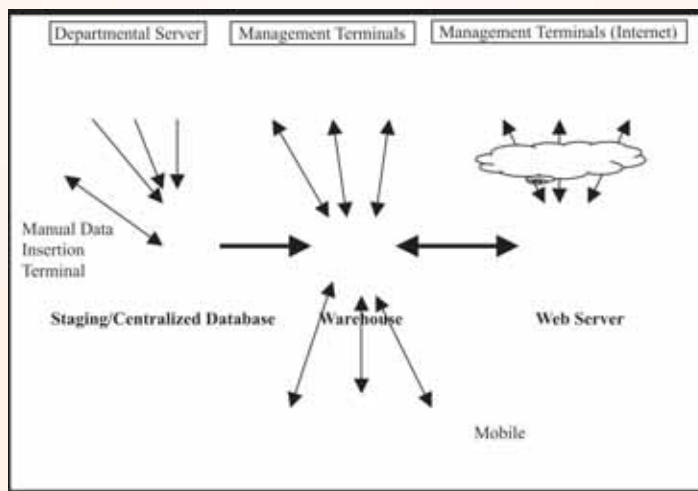 Departmental Server
Management Terminals
Management Terminals (Internet)
Manual Data
Insertion
Terminal
Staging/Centralized Database
Warehouse
Web Server
Mobile